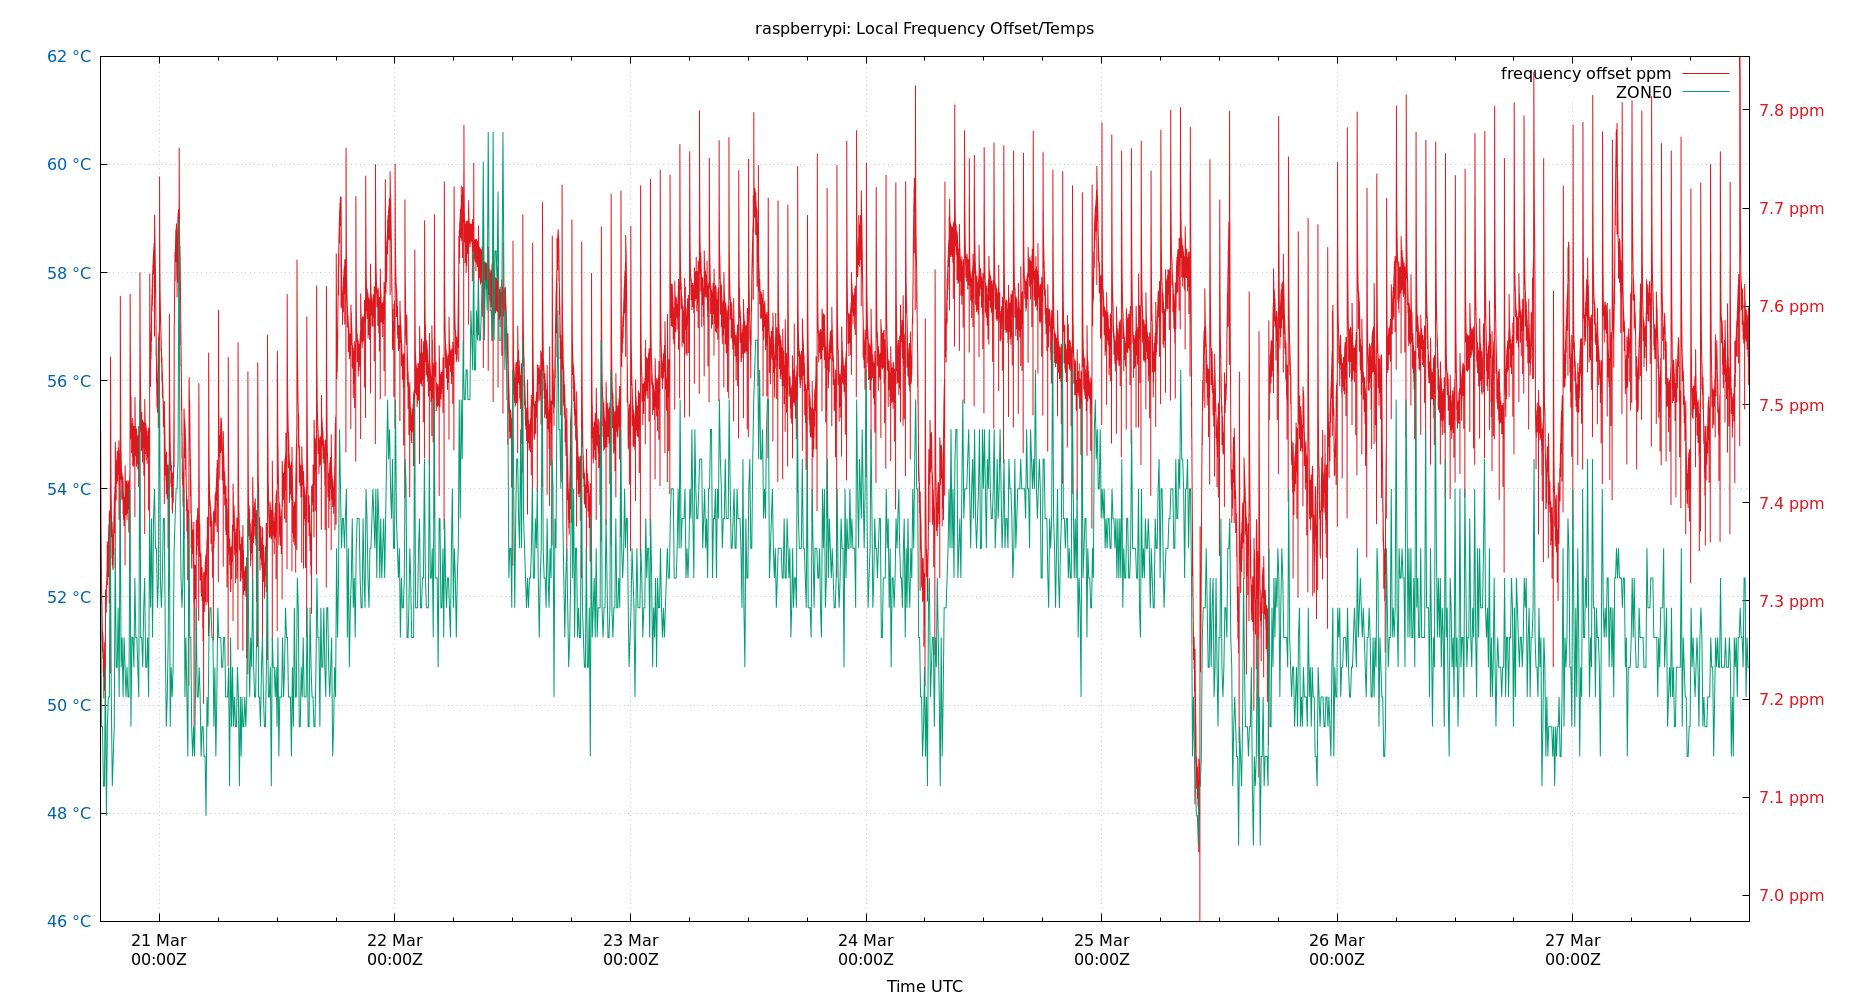 raspberrypi: Local Frequency Offset/Temps
62 °C
60 °C
58 °C
56 °C
54 °C
52 °C
50 °C
48 °C
46 °C
frequency offset ppm
ZONE0
7.8 ppm
7.7 ppm
7.6 ppm
7.5 ppm
7.4 ppm
7.3 ppm
7.2 ppm
7.1 ppm
7.0 ppm
21 Mar 22 Mar 23 Mar 24 Mar 25 Mar 26 Mar 27 Mar
00:00Z 00:00Z 00:00Z 00:00Z 00:00Z 00:00Z 00:00Z
Time UTC